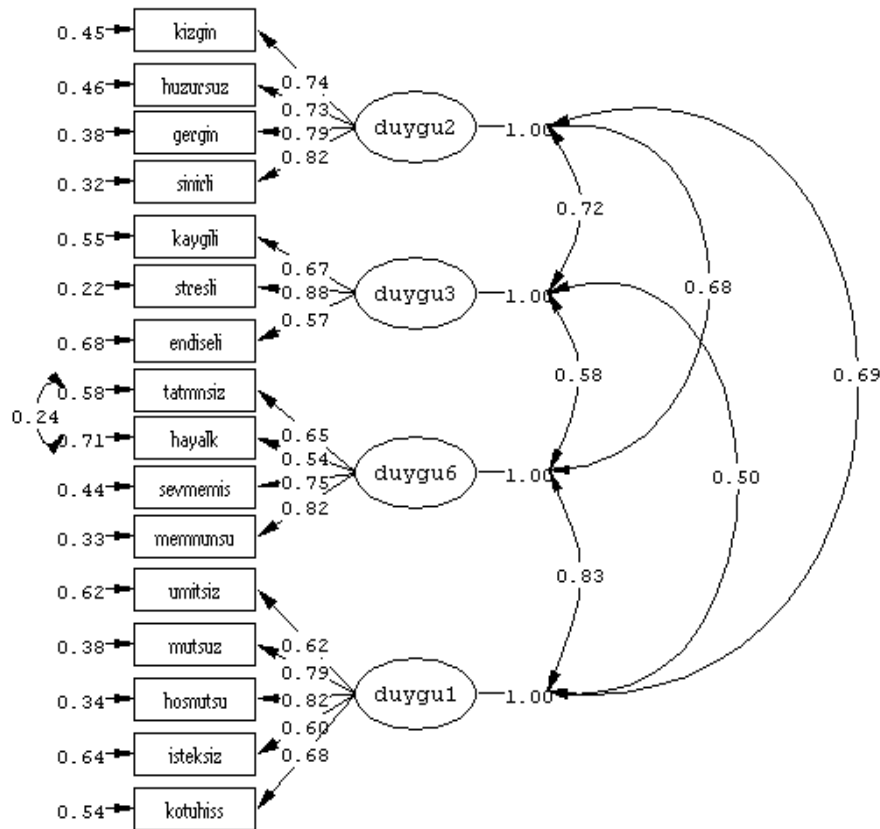 0.45 kizgin
0.74
0.46 huzursuz
0.73
duygu2 1.00
0.38 gergin
0.79
0.82
0.32 sinirli
0.72
0.55 kaygili
0.67
0.68
0.22 stresli
0.88
duygu3 1.00
0.57
0.68 endiseli
0.58
0.69
0.58 tatmnsiz
0.24
0.71 hayalk
0.65
0.54
duygu6 1.00
0.50
0.44 sevmemis
0.75
0.82
0.33 memnunsu
0.83
0.62 umitsiz
0.62
0.38 mutsuz
0.79
duygu1 1.00
0.34 hosnutsu
0.82
0.60
0.64 isteksiz
0.68
0.54 kotuhiss